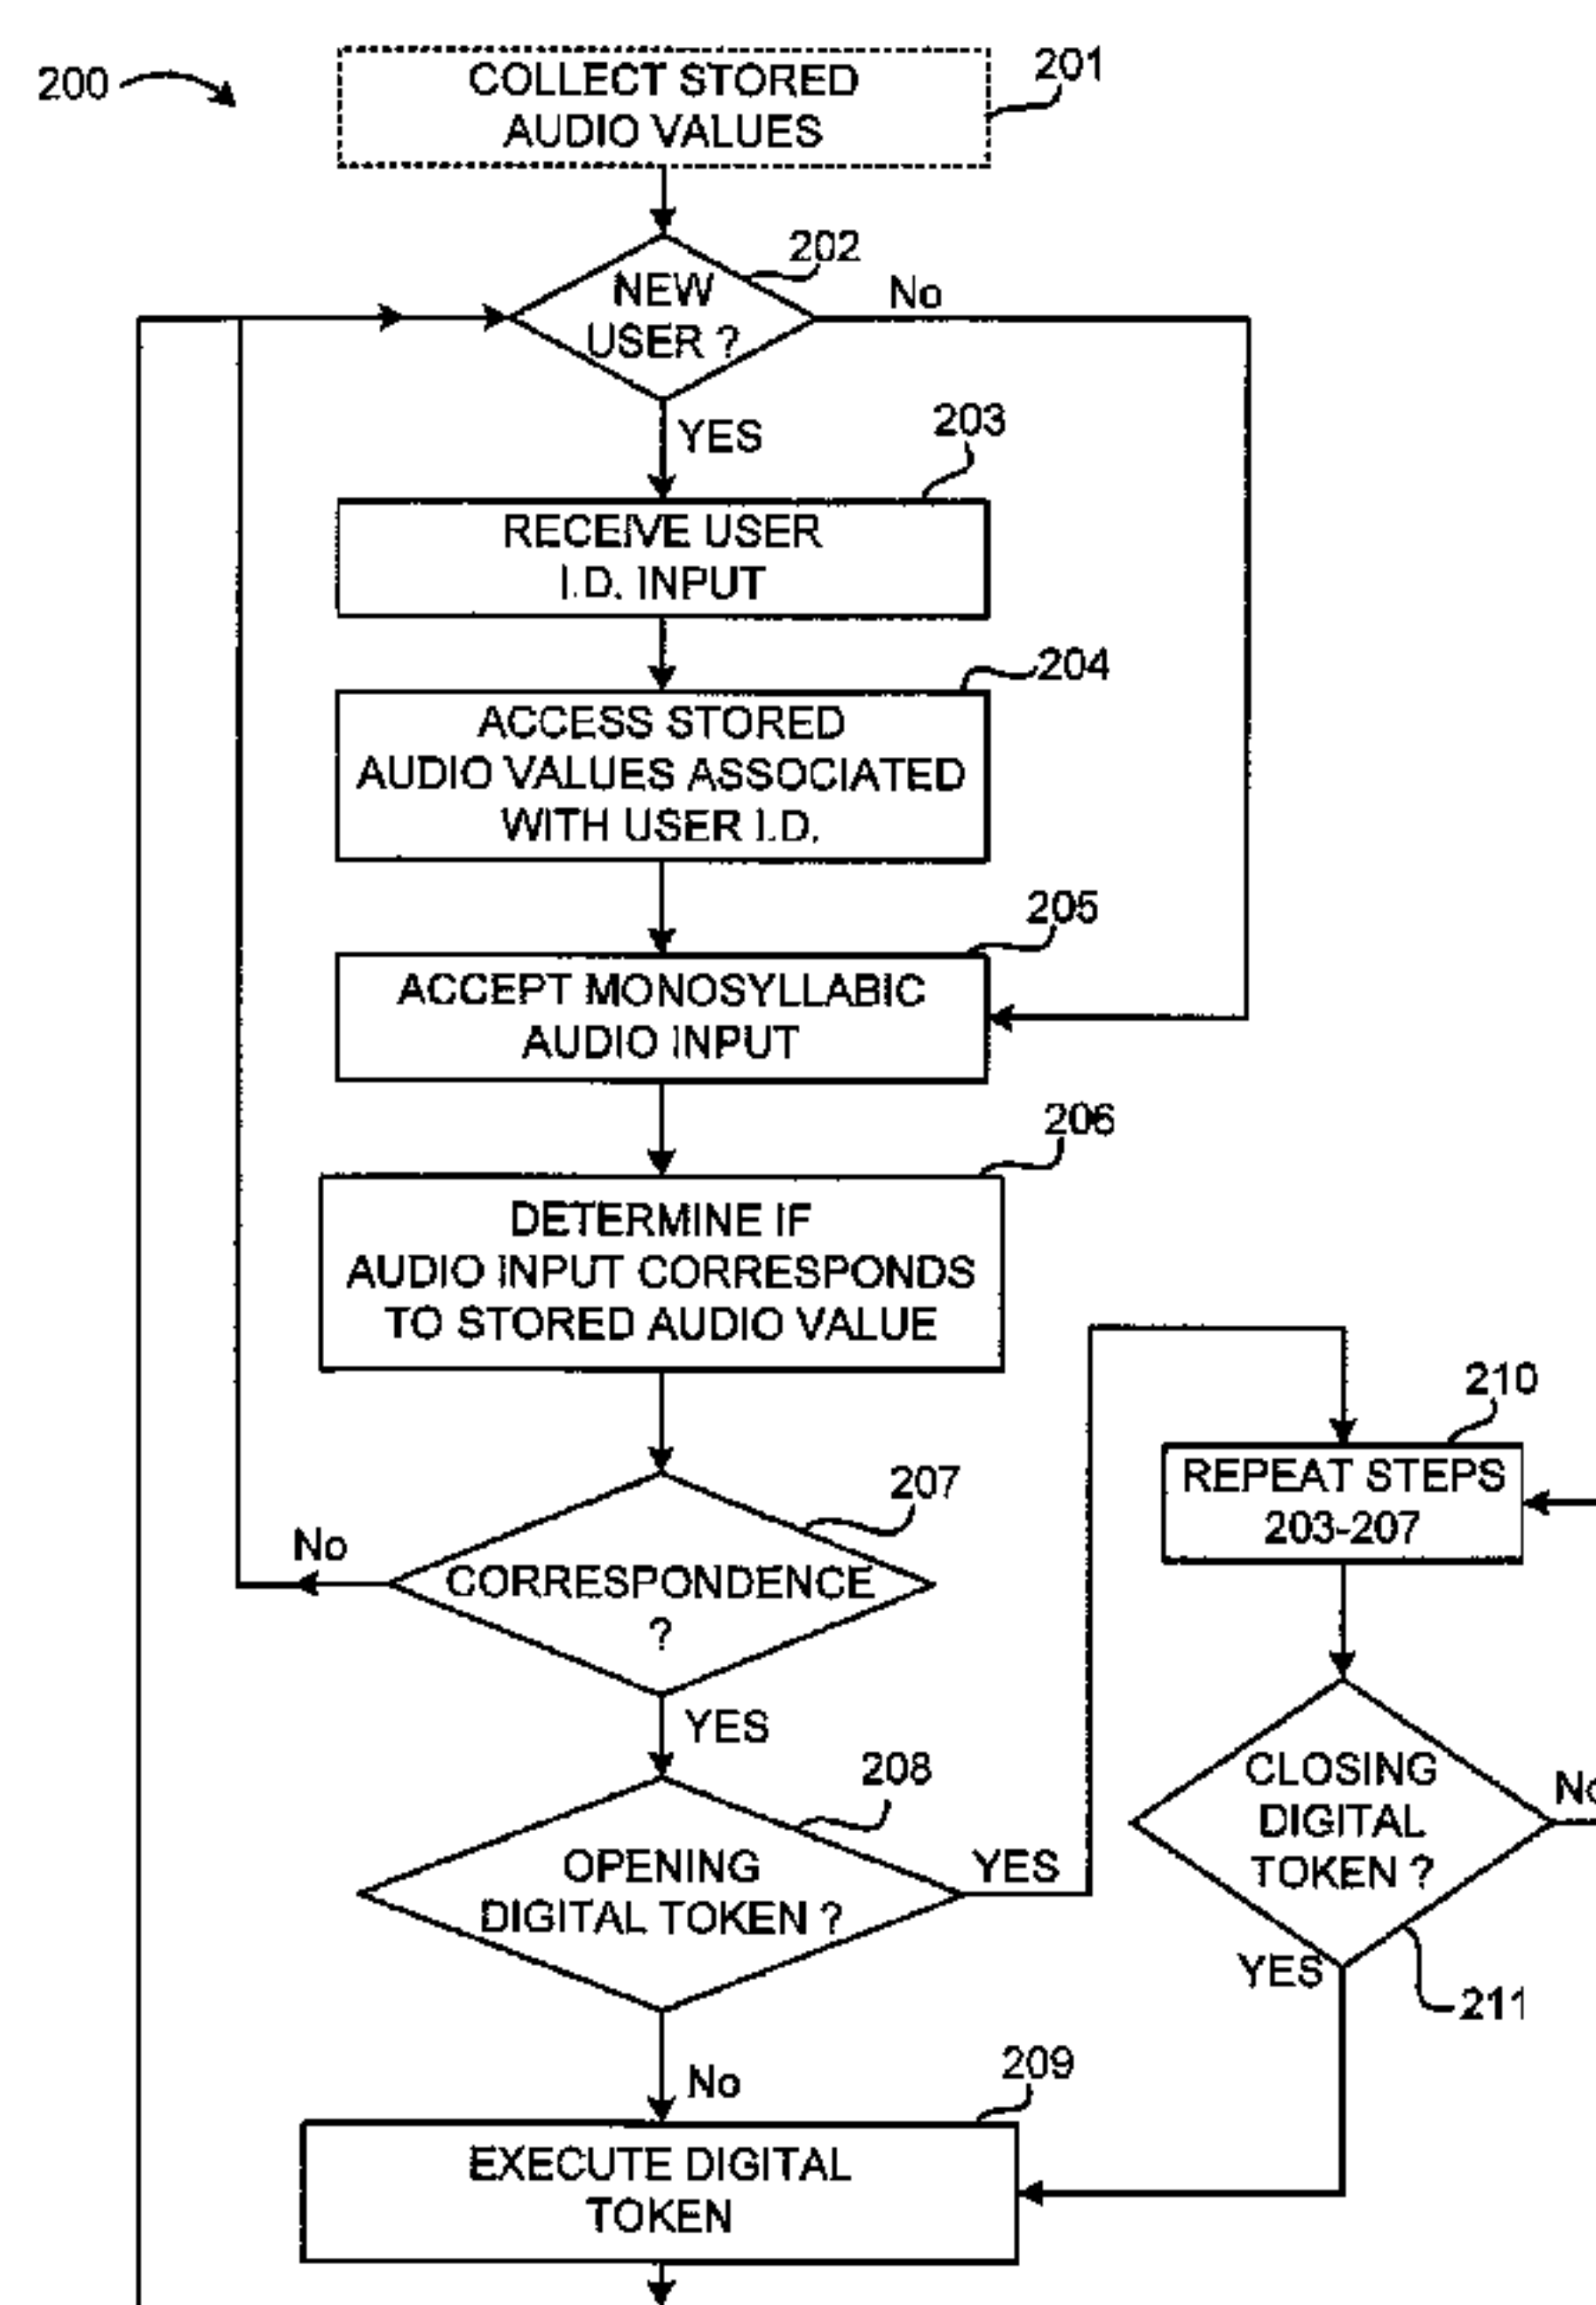 200
COLLECT STORED
AUDIO VALUES
201
NEW
USER ?
202
No
YES
203
RECEIVE USER
I.D. INPUT
204
ACCESS STORED
AUDIO VALUES ASSOCIATED
WITH USER I.D.
205
ACCEPT MONOSYLLABIC
AUDIO INPUT
206
DETERMINE IF
AUDIO INPUT CORRESPONDS
TO STORED AUDIO VALUE
207
CORRESPONDENCE
?
No
YES
208
OPENING
DIGITAL TOKEN ?
YES
No
210
REPEAT STEPS
203-207
CLOSING
DIGITAL
TOKEN ?
No
YES
211
209
EXECUTE DIGITAL
TOKEN